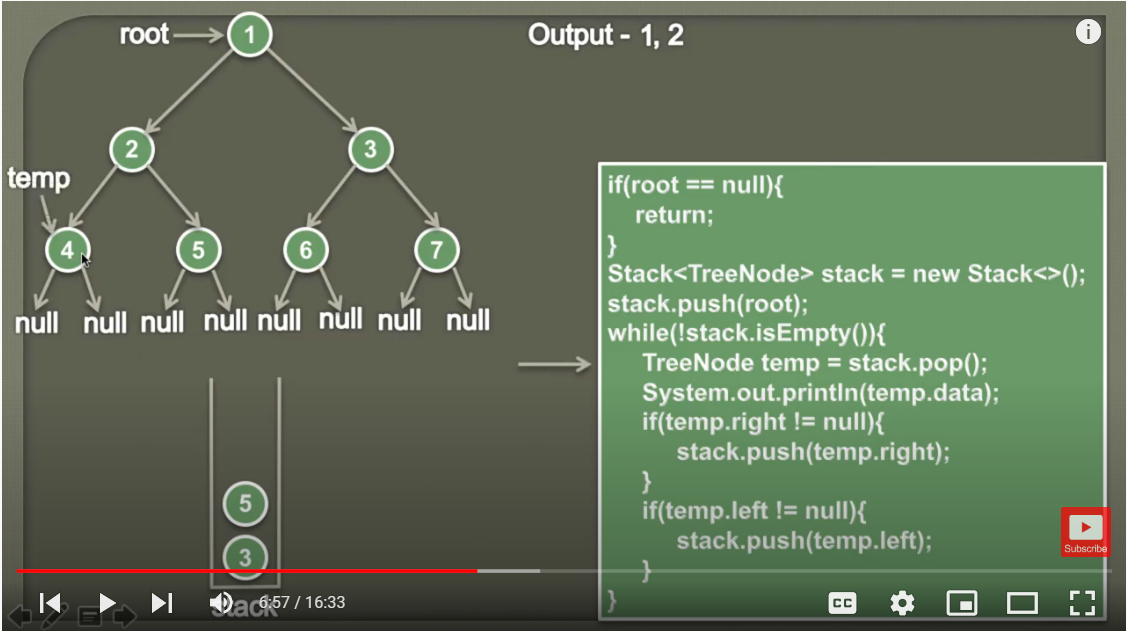 root
1
Output - 1, 2
2
3
temp
4
5
6
7
null null null null null null null null
if(root == null){
return;
}
Stack<TreeNode> stack = new Stack<>();
stack.push(root);
while(!stack.isEmpty()){
TreeNode temp = stack.pop();
System.out.println(temp.data);
if(temp.right != null){
stack.push(temp.right);
}
if(temp.left != null){
stack.push(temp.left);
}
}
5
3
stack
Subscribe
6:57 / 16:33
CC
i